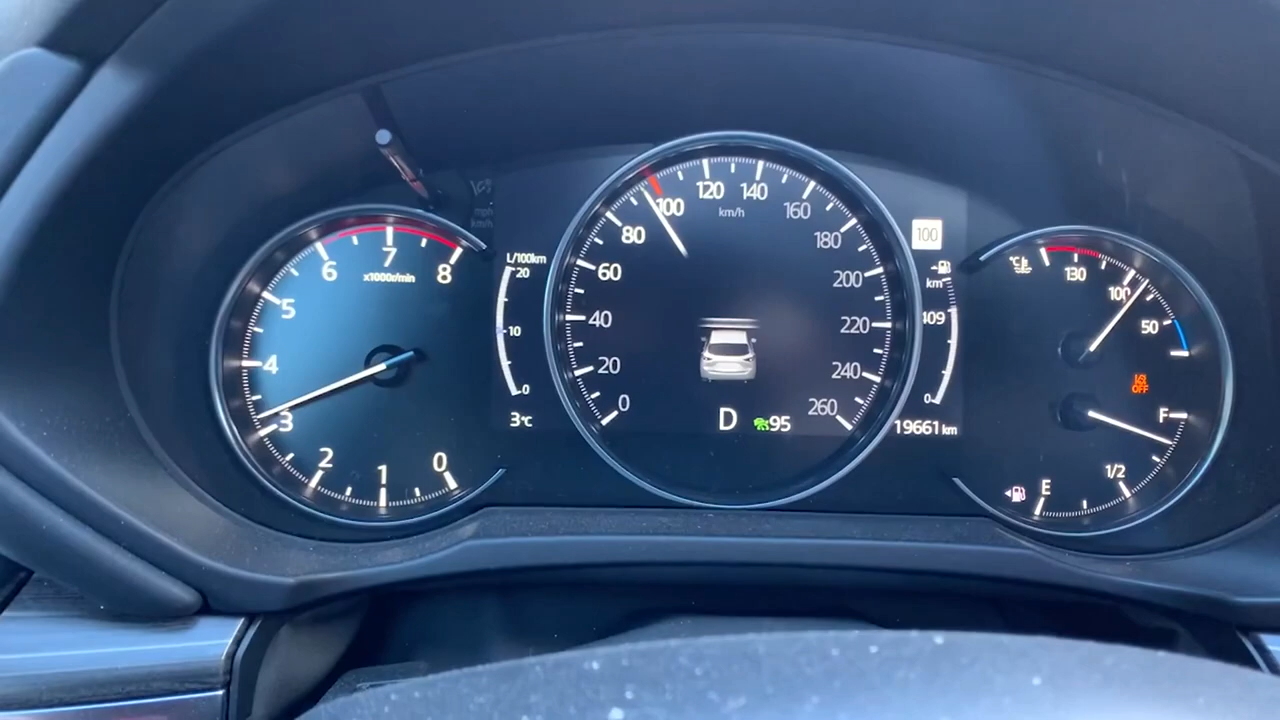 6 7 8
x1000r/min
5
4
3
2 1 0
L/100km
20
10
0
3°C
100 120 140
km/h
80 160
60 180
40 200
20 220
0 240
260
D 95
100
km
409
0
19661 km
°C
130
100
50
OFF
F
1/2
E